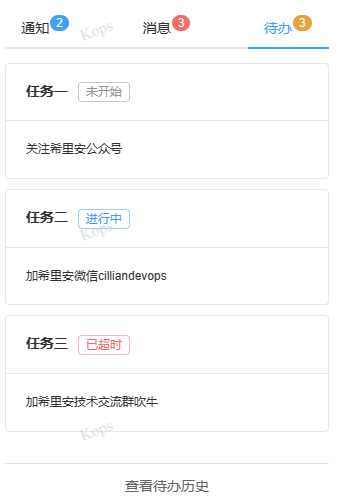 通知 2 消息 3 待办 3
Kops
任务一 未开始
关注希里安公众号
任务二 进行中
Kops
加希里安微信cilliandevops
任务三 已超时
加希里安技术交流群吹牛
Kops
查看待办历史